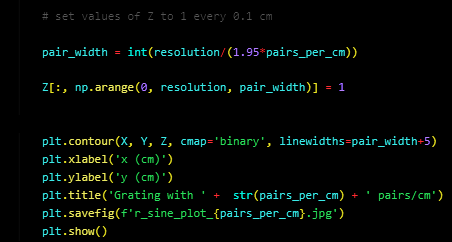 # set values of Z to 1 every 0.1 cm
pair_width = int(resolution/(1.95*pairs_per_cm))
Z[:, np.arange(0, resolution, pair_width)] = 1
plt.contour(X, Y, Z, cmap='binary', linewidths=pair_width+5)
plt.xlabel('x (cm)')
plt.ylabel('y (cm)')
plt.title('Grating with ' +  str(pairs_per_cm) + ' pairs/cm')
plt.savefig(f'r_sine_plot_{pairs_per_cm}.jpg')
plt.show()